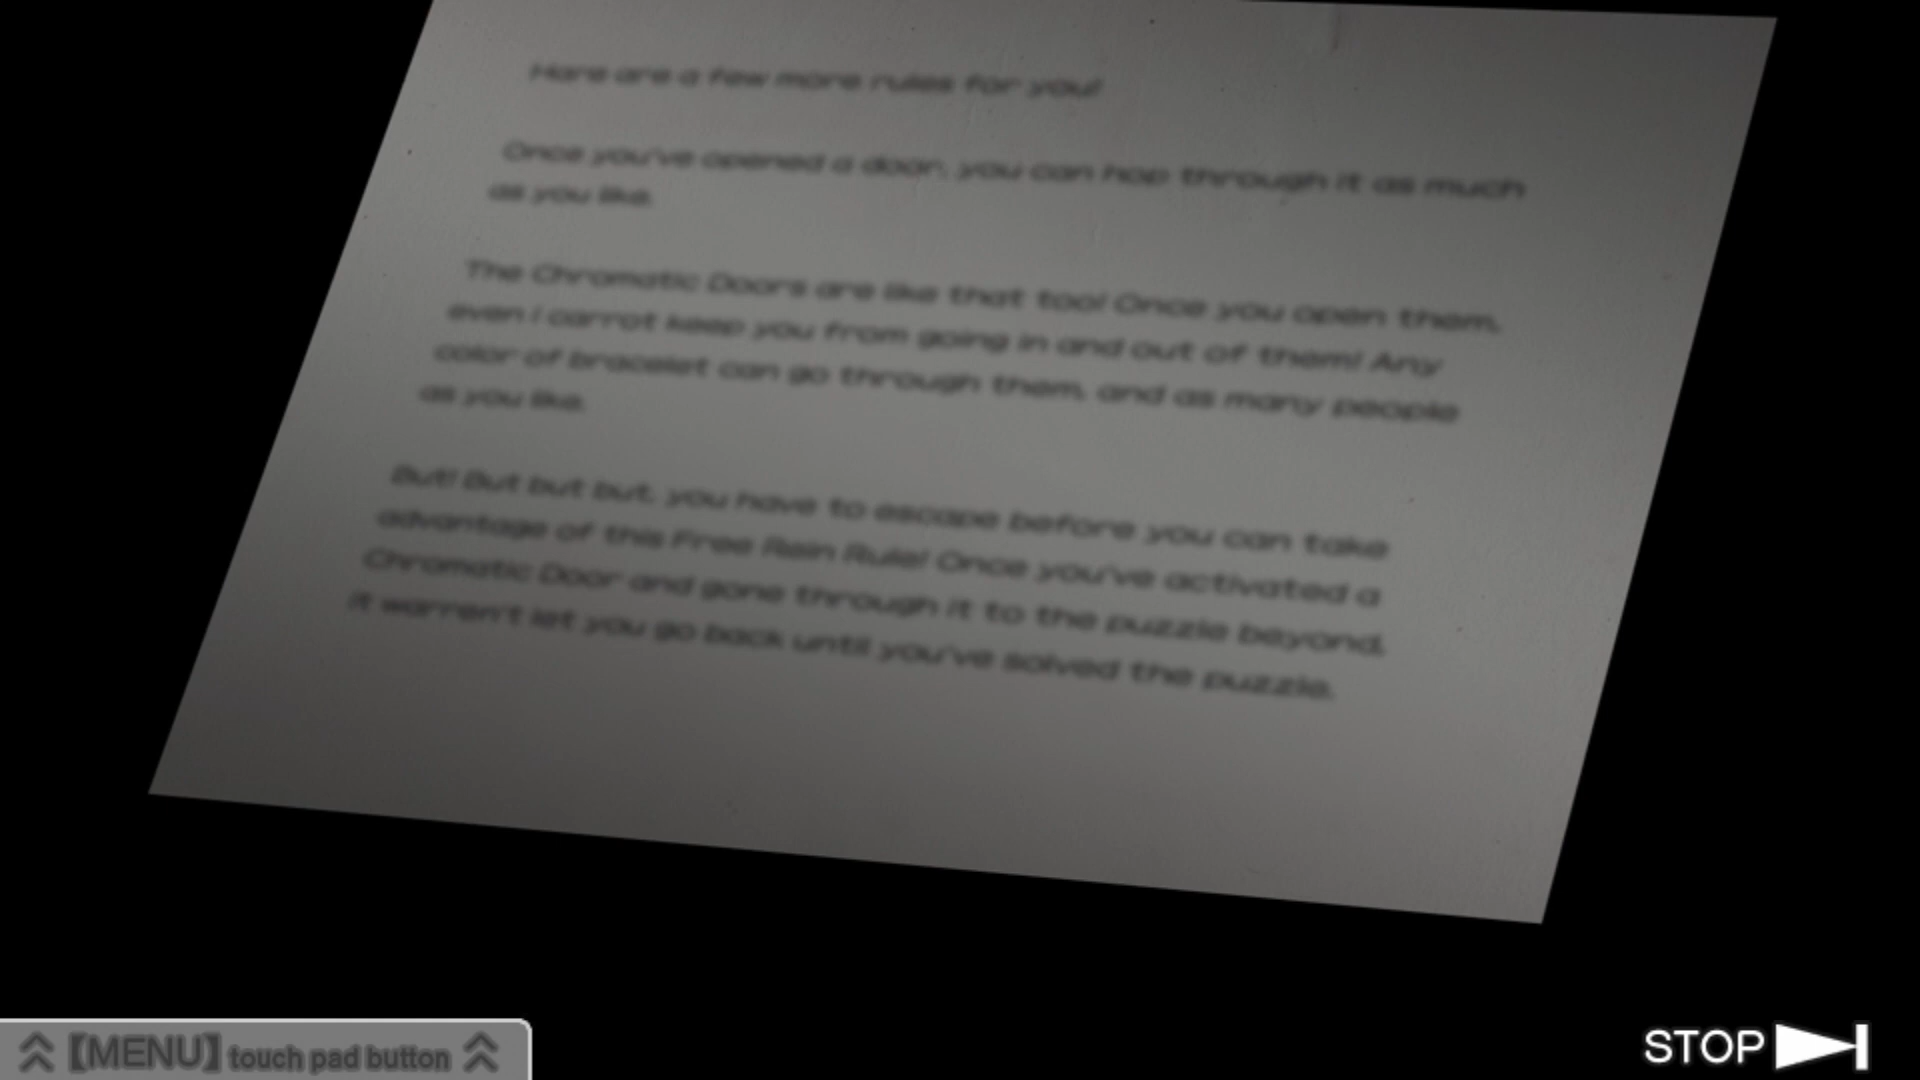 Hare are a few more rules for you!
Once you've opened a door, you can hop through it as much
as you like.
The Chromatic Doors are like that too! Once you open them,
even I carrot keep you from going in and out of them! Any
color of bracelet can go through them, and as many people
as you like.
But! But but but, you have to escape before you can take
advantage of this Free Rein Rule! Once you've activated a
Chromatic Door and gone through it to the puzzle beyond,
it warren't let you go back until you've solved the puzzle.
【MENU】 touch pad button
STOP